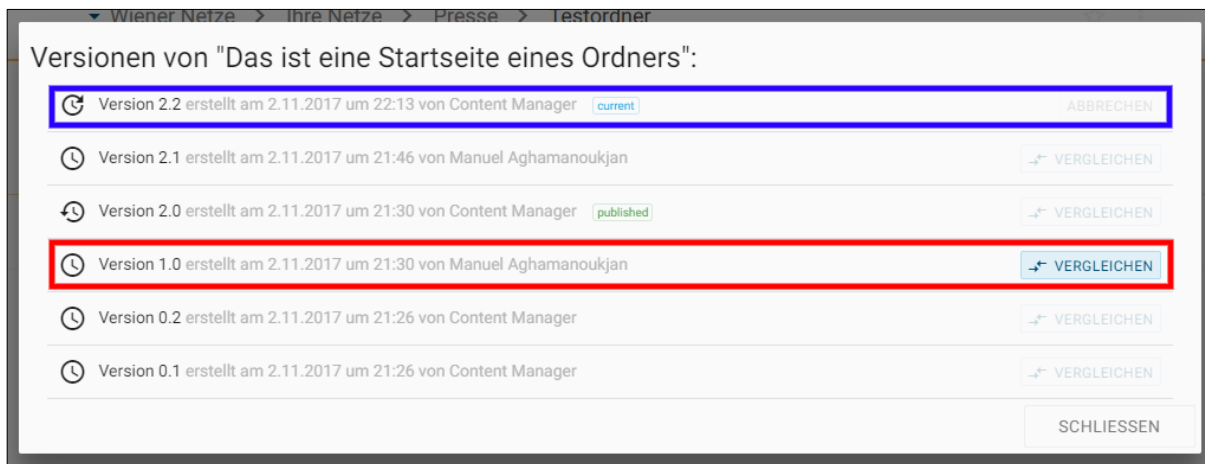 Wiener Netze > Ihre Netze > Presse > Testordner
Versionen von "Das ist eine Startseite eines Ordners":
Version 2.2 erstellt am 2.11.2017 um 22:13 von Content Manager current ABBRECHEN
Version 2.1 erstellt am 2.11.2017 um 21:46 von Manuel Aghamanoukjan VERGLEICHEN
Version 2.0 erstellt am 2.11.2017 um 21:30 von Content Manager published VERGLEICHEN
Version 1.0 erstellt am 2.11.2017 um 21:30 von Manuel Aghamanoukjan VERGLEICHEN
Version 0.2 erstellt am 2.11.2017 um 21:26 von Content Manager VERGLEICHEN
Version 0.1 erstellt am 2.11.2017 um 21:26 von Content Manager VERGLEICHEN
SCHLIESSEN